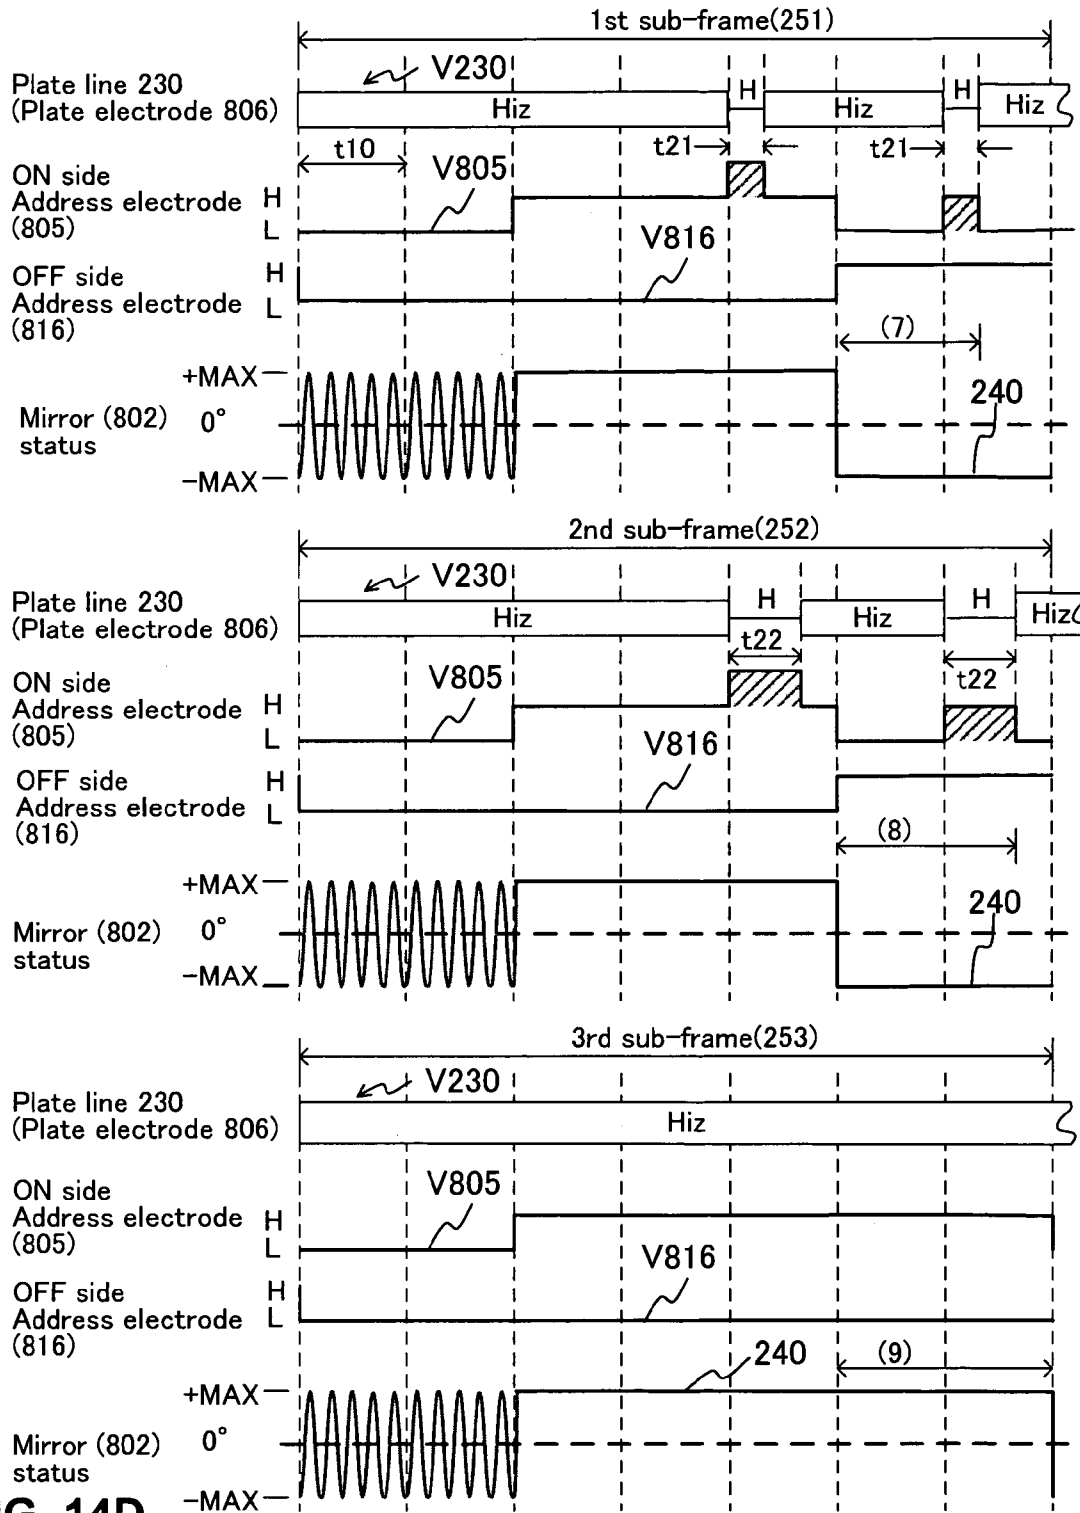 1st sub-frame(251)
V230
Plate line 230
(Plate electrode 806)
Hiz
H
Hiz
H
Hiz
t10
t21
t21
V805
ON side
Address electrode
(805)
H
L
V816
OFF side
Address electrode
(816)
H
L
(7)
+MAX
0°
-MAX
Mirror (802)
status
240
2nd sub-frame(252)
V230
Plate line 230
(Plate electrode 806)
Hiz
H
Hiz
H
Hiz
t22
t22
V805
ON side
Address electrode
(805)
H
L
V816
OFF side
Address electrode
(816)
H
L
(8)
+MAX
0°
-MAX
Mirror (802)
status
240
3rd sub-frame(253)
V230
Plate line 230
(Plate electrode 806)
Hiz
V805
ON side
Address electrode
(805)
H
L
V816
OFF side
Address electrode
(816)
H
L
240
(9)
+MAX
0°
-MAX
Mirror (802)
status